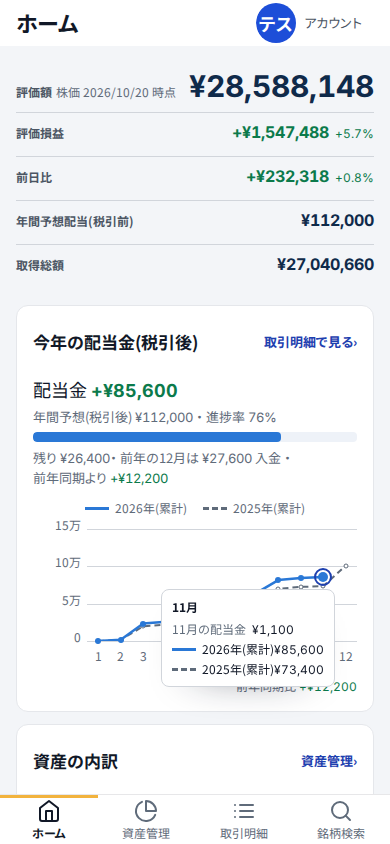 ホーム
テス アカウント
評価額 株価 2026/10/20 時点 ¥28,588,148
評価損益 +¥1,547,488 +5.7%
前日比 +¥232,318 +0.8%
年間予想配当(税引前) ¥112,000
取得総額 ¥27,040,660
今年の配当金(税引後) 取引明細で見る›
配当金 +¥85,600
年間予想(税引後) ¥112,000・進捗率 76%
残り ¥26,400・前年の12月は ¥27,600 入金・
前年同期より +¥12,200
2026年(累計) 2025年(累計)
15万
10万
5万
0
1 2 3 12
11月
11月の配当金 ¥1,100
2026年(累計)¥85,600
2025年(累計)¥73,400
前年同期比 +¥12,200
資産の内訳 資産管理›
ホーム 資産管理 取引明細 銘柄検索